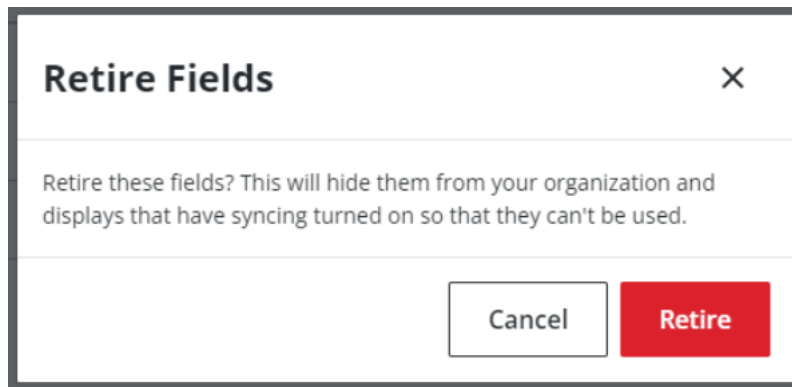 Retire Fields
Retire these fields? This will hide them from your organization and
displays that have syncing turned on so that they can't be used.
Cancel
Retire